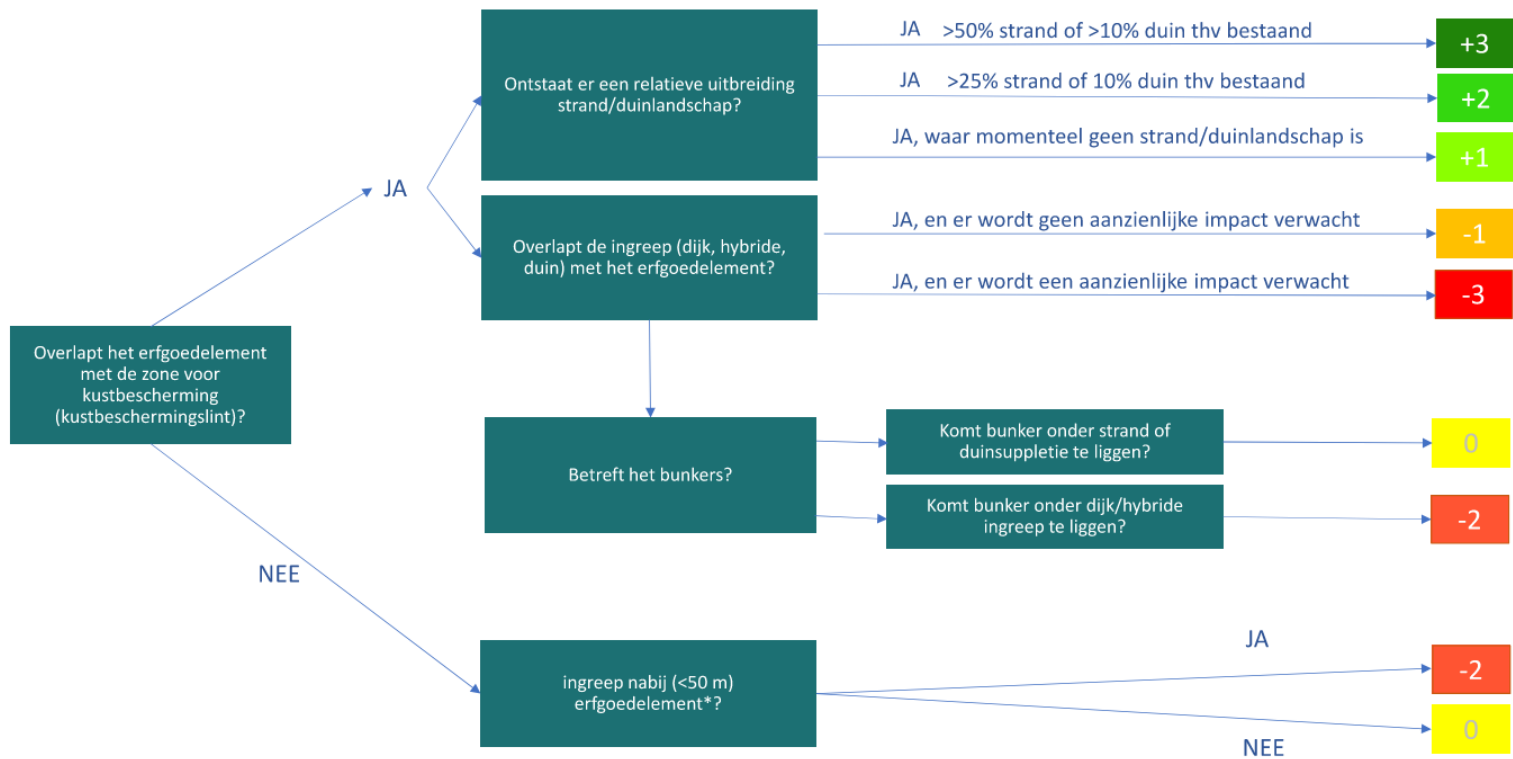 Overlapt het erfgoedelement
met de zone voor
kustbescherming
(kustbeschermingslint)?
JA
Ontstaat er een relatieve uitbreiding
strand/duinlandschap?
JA >50% strand of >10% duin thv bestaand
+3
JA >25% strand of 10% duin thv bestaand
+2
JA, waar momenteel geen strand/duinlandschap is
+1
Overlapt de ingreep (dijk, hybride,
duin) met het erfgoedelement?
JA, en er wordt geen aanzienlijke impact verwacht
-1
JA, en er wordt een aanzienlijke impact verwacht
-3
Betreft het bunkers?
Komt bunker onder strand of
duinsuppletie te liggen?
0
Komt bunker onder dijk/hybride
ingreep te liggen?
-2
NEE
ingreep nabij (<50 m)
erfgoedelement*?
JA
-2
NEE
0